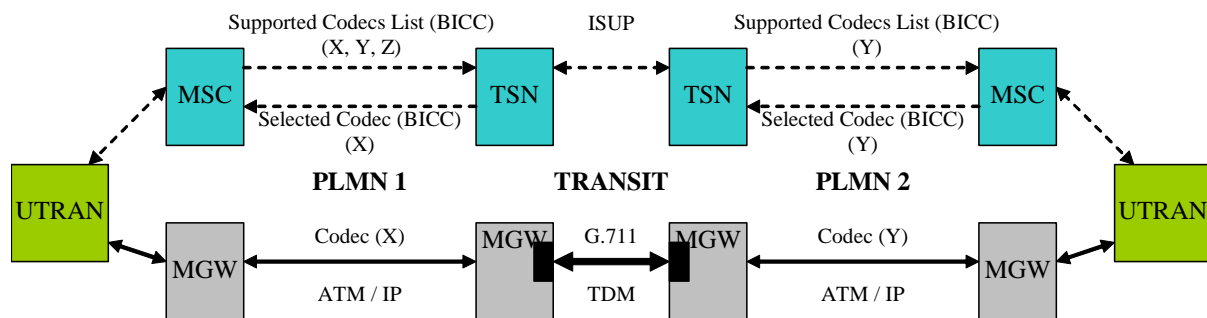 Supported Codecs List (BICC)
(X, Y, Z)
ISUP
Supported Codecs List (BICC)
(Y)
MSC
TSN
TSN
MSC
Selected Codec (BICC)
(X)
Selected Codec (BICC)
(Y)
PLMN 1
TRANSIT
PLMN 2
UTRAN
UTRAN
MGW
Codec (X)
ATM / IP
MGW
G.711
TDM
MGW
Codec (Y)
ATM / IP
MGW